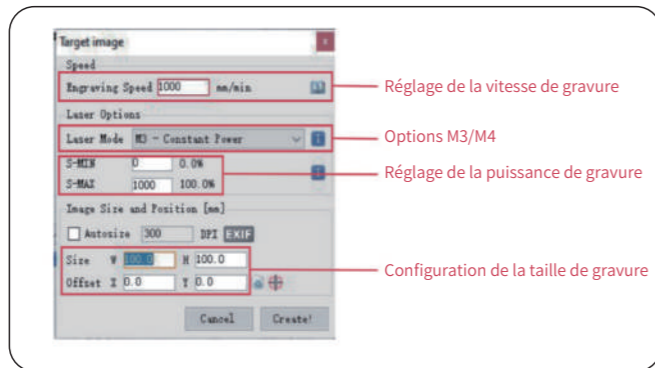 Target image
x
Speed
Engraving Speed 1000 mm/min
Réglage de la vitesse de gravure
Laser Options
Laser Mode M3 - Constant Power
Options M3/M4
S-MIN 0 0.0%
Réglage de la puissance de gravure
S-MAX 1000 100.0%
Image Size and Position [mm]
Autosize 300 DPI EXIF
Size W 100.0 H 100.0
Configuration de la taille de gravure
Offset X 0.0 Y 0.0
Cancel Create!